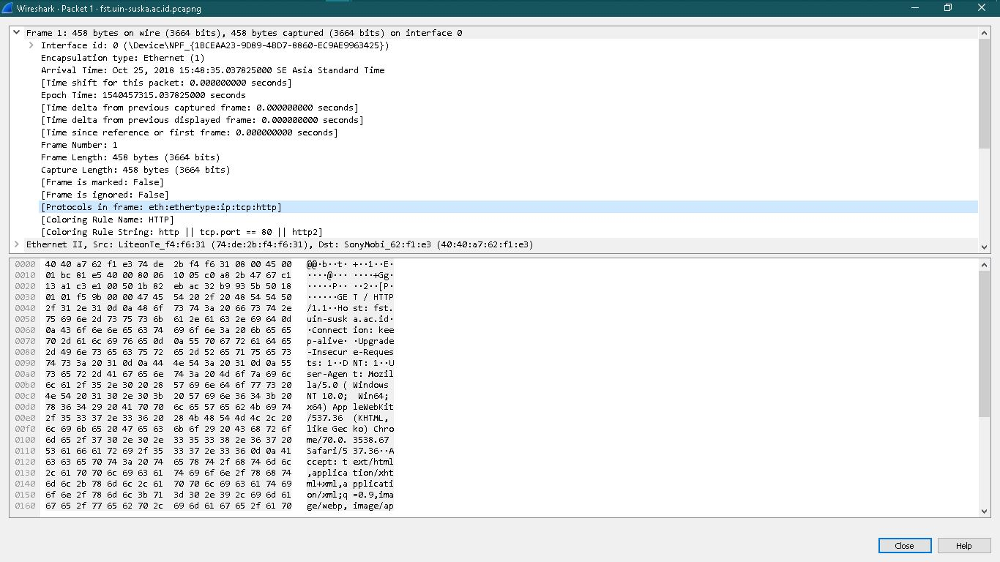 Wireshark · Packet 1 · fst.uin-suska.ac.id.pcapng
Frame 1: 458 bytes on wire (3664 bits), 458 bytes captured (3664 bits) on interface 0
Interface id: 0 (\Device\NPF_{1BCEAA23-9D89-4BD7-8860-EC9AE9963425})
Encapsulation type: Ethernet (1)
Arrival Time: Oct 25, 2018 15:48:35.037825000 SE Asia Standard Time
[Time shift for this packet: 0.000000000 seconds]
Epoch Time: 1540457315.037825000 seconds
[Time delta from previous captured frame: 0.000000000 seconds]
[Time delta from previous displayed frame: 0.000000000 seconds]
[Time since reference or first frame: 0.000000000 seconds]
Frame Number: 1
Frame Length: 458 bytes (3664 bits)
Capture Length: 458 bytes (3664 bits)
[Frame is marked: False]
[Frame is ignored: False]
[Protocols in frame: eth:ethertype:ip:tcp:http]
[Coloring Rule Name: HTTP]
[Coloring Rule String: http || tcp.port == 80 || http2]
Ethernet II, Src: LiteonTe_f4:f6:31 (74:de:2b:f4:f6:31), Dst: SonyMobi_62:f1:e3 (40:40:a7:62:f1:e3)
0000 40 40 a7 62 f1 e3 74 de 2b f4 f6 31 08 00 45 00 @@·b··t· +··1··E·
0010 01 bc 81 e5 40 00 80 06 10 05 c0 a8 2b 47 67 c1 ····@··· ····+Gg·
0020 13 a1 c3 e1 00 50 1b 82 eb ac 32 b9 93 5b 50 18 ·····P·· ··2··[P·
0030 01 01 f5 9b 00 00 47 45 54 20 2f 20 48 54 54 50 ······GE T / HTTP
0040 2f 31 2e 31 0d 0a 48 6f 73 74 3a 20 66 73 74 2e /1.1··Ho st: fst.
0050 75 69 6e 2d 73 75 73 6b 61 2e 61 63 2e 69 64 0d uin-susk a.ac.id·
0060 0a 43 6f 6e 6e 65 63 74 69 6f 6e 3a 20 6b 65 65 ·Connect ion: kee
0070 70 2d 61 6c 69 76 65 0d 0a 55 70 67 72 61 64 65 p-alive· ·Upgrade
0080 2d 49 6e 73 65 63 75 72 65 2d 52 65 71 75 65 73 -Insecur e-Reques
0090 74 73 3a 20 31 0d 0a 44 4e 54 3a 20 31 0d 0a 55 ts: 1··D NT: 1··U
00a0 73 65 72 2d 41 67 65 6e 74 3a 20 4d 6f 7a 69 6c ser-Agen t: Mozil
00b0 6c 61 2f 35 2e 30 20 28 57 69 6e 64 6f 77 73 20 la/5.0 ( Windows
00c0 4e 54 20 31 30 2e 30 3b 20 57 69 6e 36 34 3b 20 NT 10.0; Win64;
00d0 78 36 34 29 20 41 70 70 6c 65 57 65 62 4b 69 74 x64) App leWebKit
00e0 2f 35 33 37 2e 33 36 20 28 4b 48 54 4d 4c 2c 20 /537.36 (KHTML,
00f0 6c 69 6b 65 20 47 65 63 6b 6f 29 20 43 68 72 6f like Gec ko) Chro
0100 6d 65 2f 37 30 2e 30 2e 33 35 33 38 2e 36 37 20 me/70.0. 3538.67
0110 53 61 66 61 72 69 2f 35 33 37 2e 33 36 0d 0a 41 Safari/5 37.36··A
0120 63 63 65 70 74 3a 20 74 65 78 74 2f 68 74 6d 6c ccept: t ext/html
0130 2c 61 70 70 6c 69 63 61 74 69 6f 6e 2f 78 68 74 ,applica tion/xht
0140 6d 6c 2b 78 6d 6c 2c 61 70 70 6c 69 63 61 74 69 ml+xml,a pplicati
0150 6f 6e 2f 78 6d 6c 3b 71 3d 30 2e 39 2c 69 6d 61 on/xml;q =0.9,ima
0160 67 65 2f 77 65 62 70 2c 69 6d 61 67 65 2f 61 70 ge/webp, image/ap
Close
Help